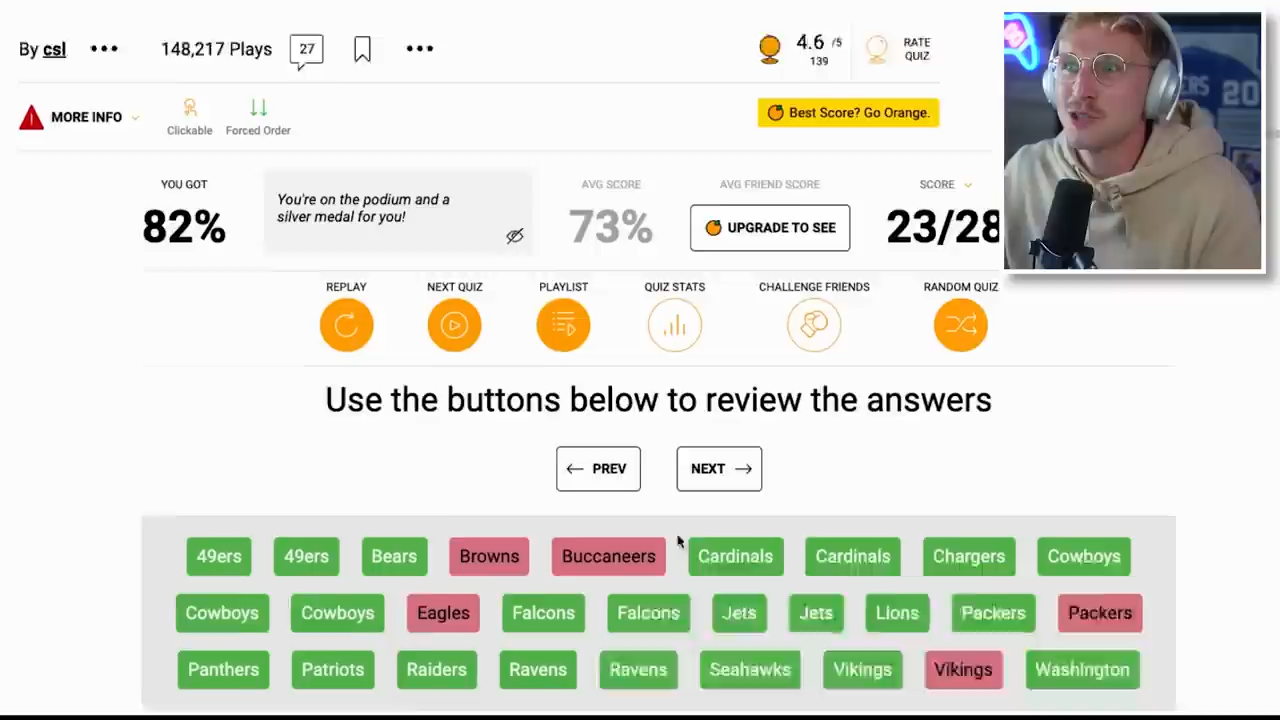 By csl ••• 148,217 Plays 27 •••
4.6 /5
139
RATE
QUIZ
MORE INFO
Clickable
Forced Order
Best Score? Go Orange.
YOU GOT
82%
You're on the podium and a
silver medal for you!
AVG SCORE
73%
AVG FRIEND SCORE
UPGRADE TO SEE
SCORE
23/28
REPLAY NEXT QUIZ PLAYLIST QUIZ STATS CHALLENGE FRIENDS RANDOM QUIZ
Use the buttons below to review the answers
← PREV NEXT →
49ers 49ers Bears Browns Buccaneers Cardinals Cardinals Chargers Cowboys
Cowboys Cowboys Eagles Falcons Falcons Jets Jets Lions Packers Packers
Panthers Patriots Raiders Ravens Ravens Seahawks Vikings Vikings Washington
20